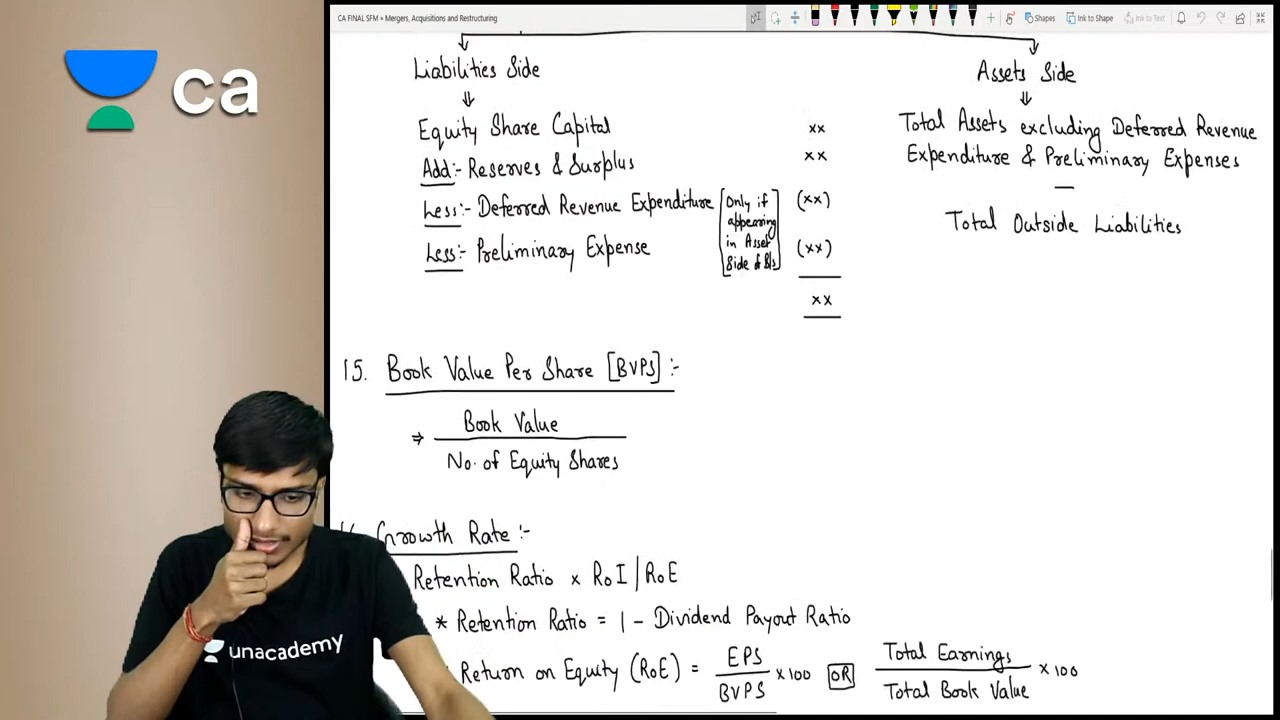 CA FINAL SFM » Mergers, Acquisitions and Restructuring
Shapes
Ink to Shape
Ink to Text
ca
Liabilities Side
Equity Share Capital xx
Add:- Reserves & Surplus xx
Less:- Deferred Revenue Expenditure (xx)
Less:- Preliminary Expense (xx)
[Only if
appearing
in Asset
Side of B/s]
xx
Assets Side
Total Assets excluding Deferred Revenue
Expenditure & Preliminary Expenses
—
Total Outside Liabilities
15. Book Value Per Share [BVPS] :-
⇒ Book Value
No. of Equity Shares
Growth Rate :-
Retention Ratio x RoI | RoE
* Retention Ratio = 1 - Dividend Payout Ratio
Return on Equity (RoE) = EPS / BVPS x 100 OR Total Earnings / Total Book Value x 100
unacademy